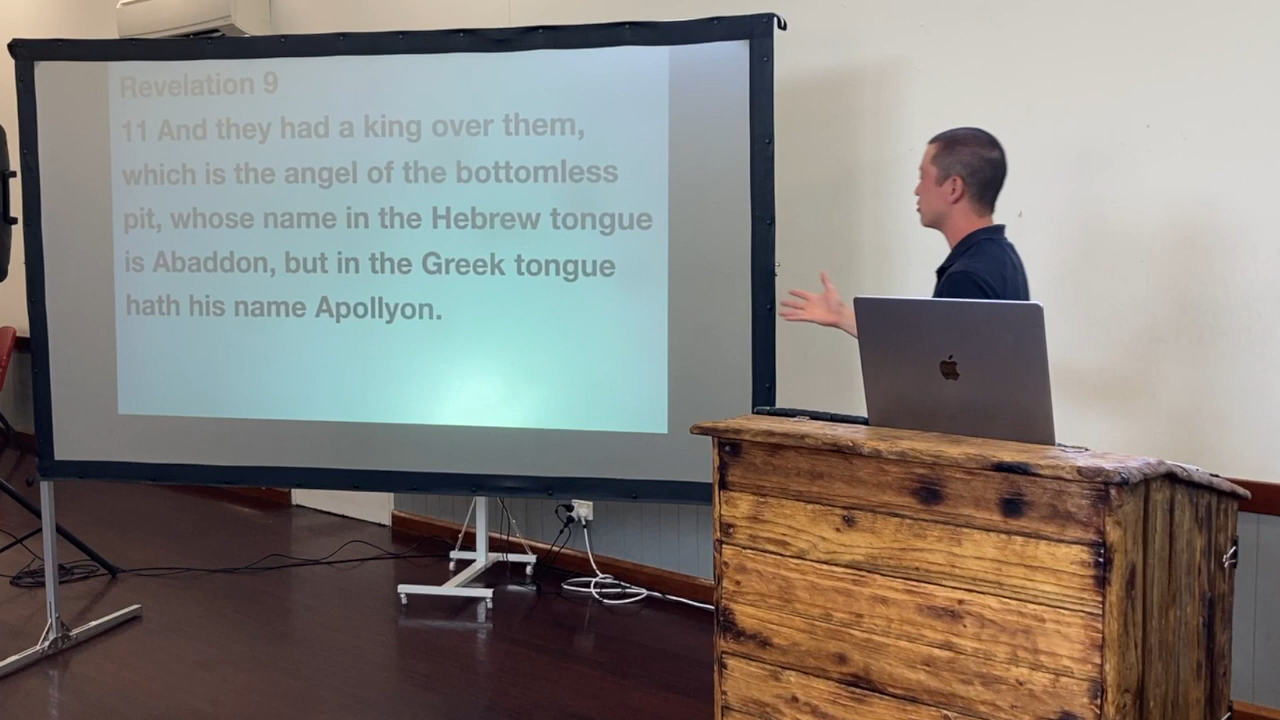 Revelation 9
11 And they had a king over them,
which is the angel of the bottomless
pit, whose name in the Hebrew tongue
is Abaddon, but in the Greek tongue
hath his name Apollyon.